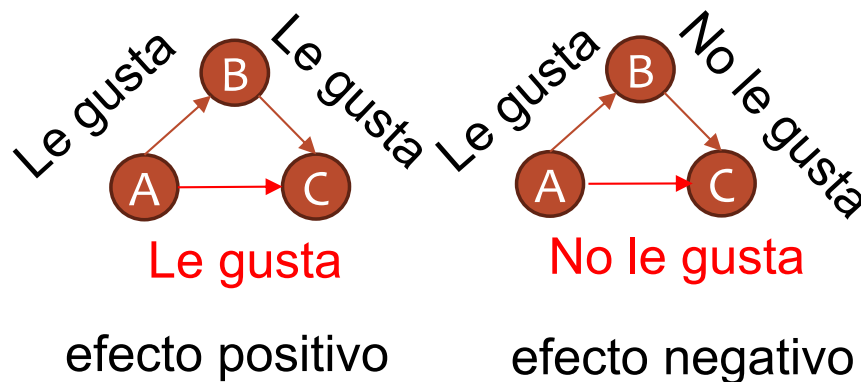 Le gusta
B
Le gusta
A
C
Le gusta
efecto positivo
Le gusta
B
No le gusta
A
C
No le gusta
efecto negativo